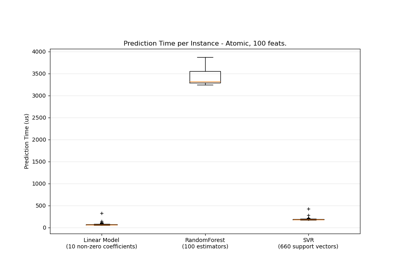 Prediction Time per Instance - Atomic, 100 feats.
4000
3500
3000
2500
2000
1500
1000
500
0
Prediction Time (us)
Linear Model
(10 non-zero coefficients)
RandomForest
(100 estimators)
SVR
(660 support vectors)